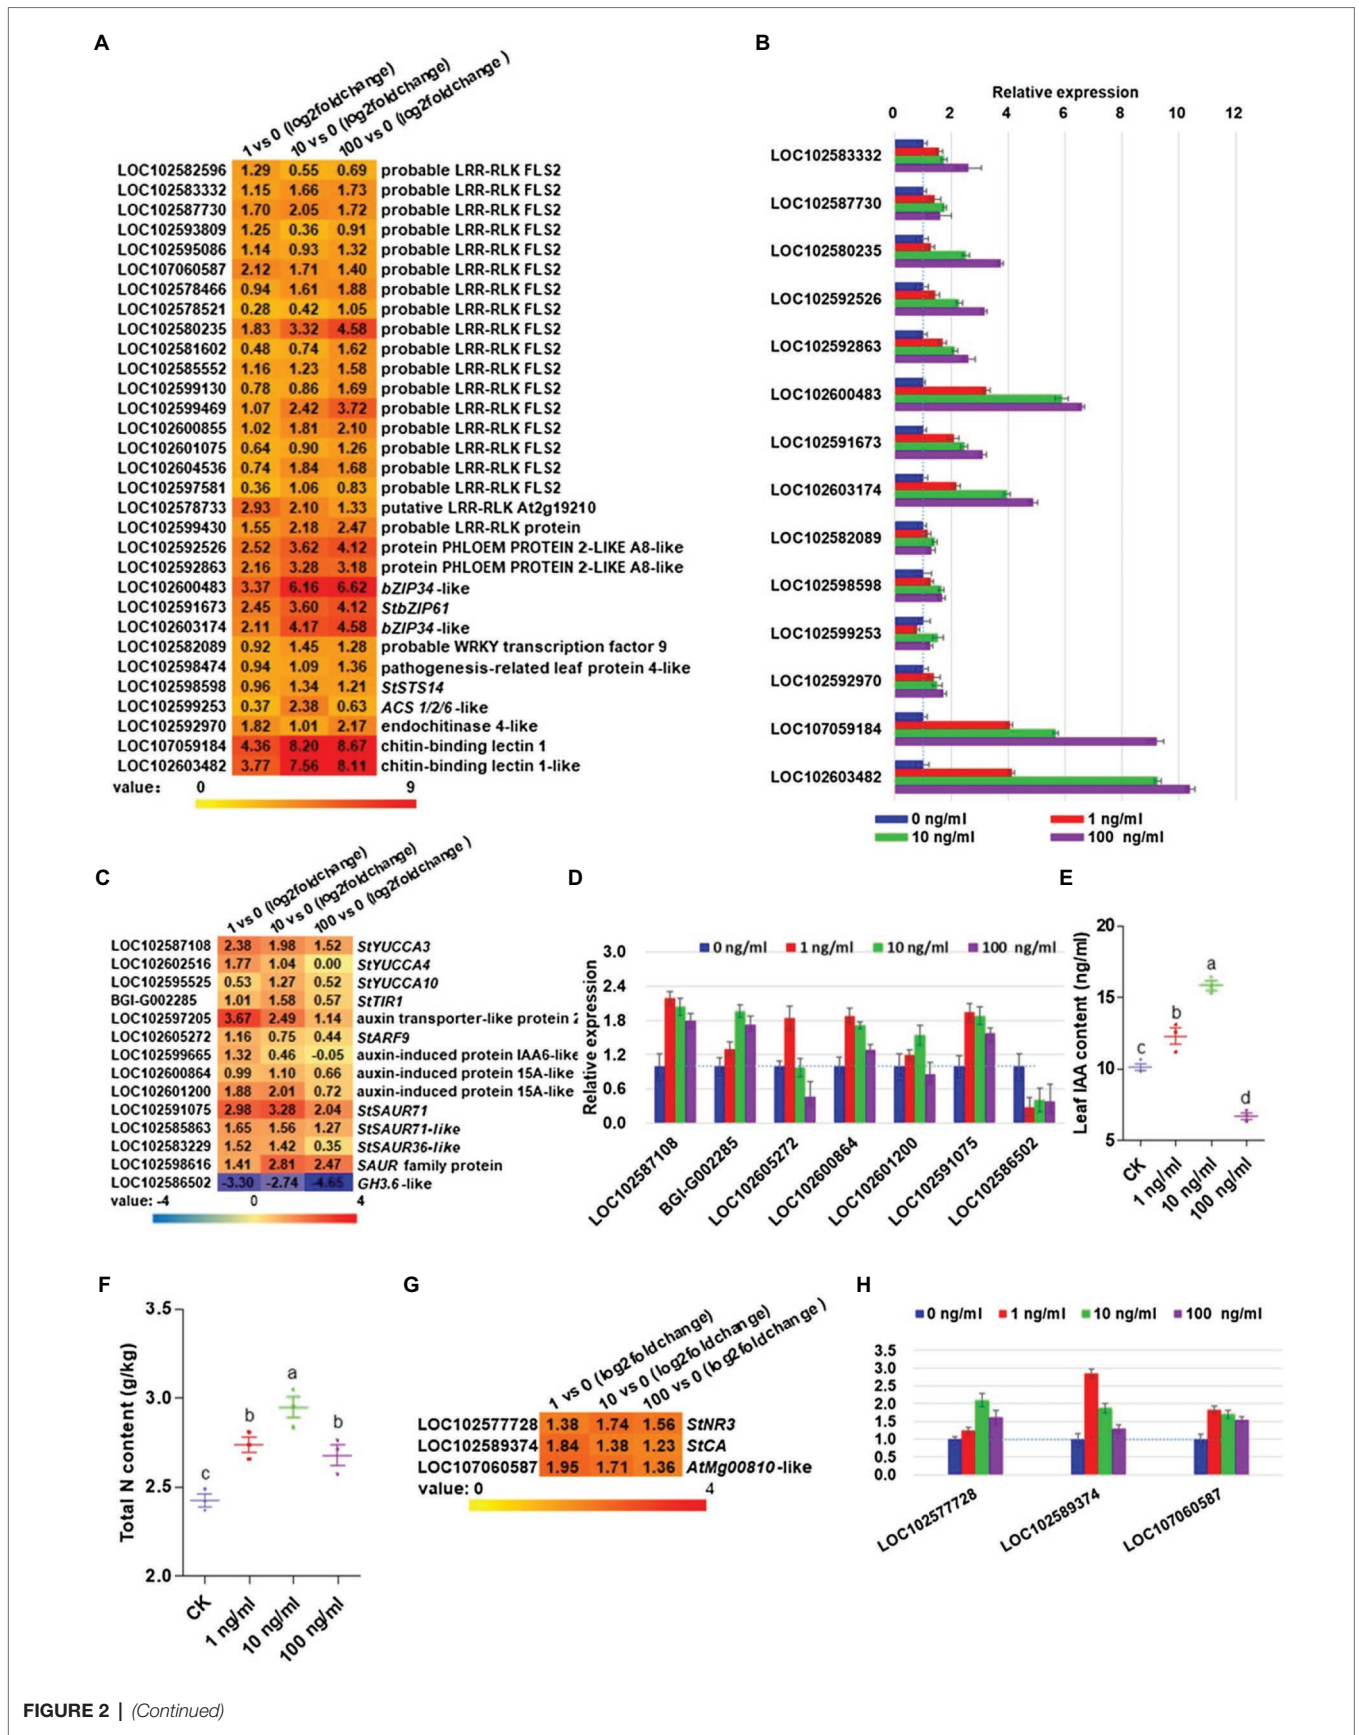 A
1 vs 0 (log2foldchange)
10 vs 0 (log2foldchange)
100 vs 0 (log2foldchange )
LOC102582596 1.29 0.55 0.69 probable LRR-RLK FLS2
LOC102583332 1.15 1.66 1.73 probable LRR-RLK FLS2
LOC102587730 1.70 2.05 1.72 probable LRR-RLK FLS2
LOC102593809 1.25 0.36 0.91 probable LRR-RLK FLS2
LOC102595086 1.14 0.93 1.32 probable LRR-RLK FLS2
LOC107060587 2.12 1.71 1.40 probable LRR-RLK FLS2
LOC102578466 0.94 1.61 1.88 probable LRR-RLK FLS2
LOC102578521 0.28 0.42 1.05 probable LRR-RLK FLS2
LOC102580235 1.83 3.32 4.58 probable LRR-RLK FLS2
LOC102581602 0.48 0.74 1.62 probable LRR-RLK FLS2
LOC102585552 1.16 1.23 1.58 probable LRR-RLK FLS2
LOC102599130 0.78 0.86 1.69 probable LRR-RLK FLS2
LOC102599469 1.07 2.42 3.72 probable LRR-RLK FLS2
LOC102600855 1.02 1.81 2.10 probable LRR-RLK FLS2
LOC102601075 0.64 0.90 1.26 probable LRR-RLK FLS2
LOC102604536 0.74 1.84 1.68 probable LRR-RLK FLS2
LOC102597581 0.36 1.06 0.83 probable LRR-RLK FLS2
LOC102578733 2.93 2.10 1.33 putative LRR-RLK At2g19210
LOC102599430 1.55 2.18 2.47 probable LRR-RLK protein
LOC102592526 2.52 3.62 4.12 protein PHLOEM PROTEIN 2-LIKE A8-like
LOC102592863 2.16 3.28 3.18 protein PHLOEM PROTEIN 2-LIKE A8-like
LOC102600483 3.37 6.16 6.62 bZIP34-like
LOC102591673 2.45 3.60 4.12 StbZIP61
LOC102603174 2.11 4.17 4.58 bZIP34-like
LOC102582089 0.92 1.45 1.28 probable WRKY transcription factor 9
LOC102598474 0.94 1.09 1.36 pathogenesis-related leaf protein 4-like
LOC102598598 0.96 1.34 1.21 StSTS14
LOC102599253 0.37 2.38 0.63 ACS 1/2/6-like
LOC102592970 1.82 1.01 2.17 endochitinase 4-like
LOC107059184 4.36 8.20 8.67 chitin-binding lectin 1
LOC102603482 3.77 7.56 8.11 chitin-binding lectin 1-like
value: 0 9
B
Relative expression
0 2 4 6 8 10 12
LOC102583332
LOC102587730
LOC102580235
LOC102592526
LOC102592863
LOC102600483
LOC102591673
LOC102603174
LOC102582089
LOC102598598
LOC102599253
LOC102592970
LOC107059184
LOC102603482
0 ng/ml 1 ng/ml
10 ng/ml 100 ng/ml
C
1 vs 0 (log2foldchange)
10 vs 0 (log2foldchange)
100 vs 0 (log2foldchange )
LOC102587108 2.38 1.98 1.52 StYUCCA3
LOC102602516 1.77 1.04 0.00 StYUCCA4
LOC102595525 0.53 1.27 0.52 StYUCCA10
BGI-G002285 1.01 1.58 0.57 StTIR1
LOC102597205 3.67 2.49 1.14 auxin transporter-like protein 2
LOC102605272 1.16 0.75 0.44 StARF9
LOC102599665 1.32 0.46 -0.05 auxin-induced protein IAA6-like
LOC102600864 0.99 1.10 0.66 auxin-induced protein 15A-like
LOC102601200 1.88 2.01 0.72 auxin-induced protein 15A-like
LOC102591075 2.98 3.28 2.04 StSAUR71
LOC102585863 1.65 1.56 1.27 StSAUR71-like
LOC102583229 1.52 1.42 0.35 StSAUR36-like
LOC102598616 1.41 2.81 2.47 SAUR family protein
LOC102586502 -3.30 -2.74 -4.65 GH3.6-like
value: -4 0 4
D
0 ng/ml 1 ng/ml 10 ng/ml 100 ng/ml
Relative expression
3.0
2.4
1.8
1.2
0.6
0.0
LOC102587108
BGI-G002285
LOC102605272
LOC102600864
LOC102601200
LOC102591075
LOC102586502
E
Leaf IAA content (ng/ml)
20
15
10
5
c
b
a
d
CK
1 ng/ml
10 ng/ml
100 ng/ml
F
Total N content (g/kg)
3.5
3.0
2.5
2.0
c
b
a
b
CK
1 ng/ml
10 ng/ml
100 ng/ml
G
1 vs 0 (log2foldchange)
10 vs 0 (log2foldchange)
100 vs 0 (log2foldchange )
LOC102577728 1.38 1.74 1.56 StNR3
LOC102589374 1.84 1.38 1.23 StCA
LOC107060587 1.95 1.71 1.36 AtMg00810-like
value: 0 4
H
0 ng/ml 1 ng/ml 10 ng/ml 100 ng/ml
3.5
3.0
2.5
2.0
1.5
1.0
0.5
0.0
LOC102577728
LOC102589374
LOC107060587
FIGURE 2 | (Continued)